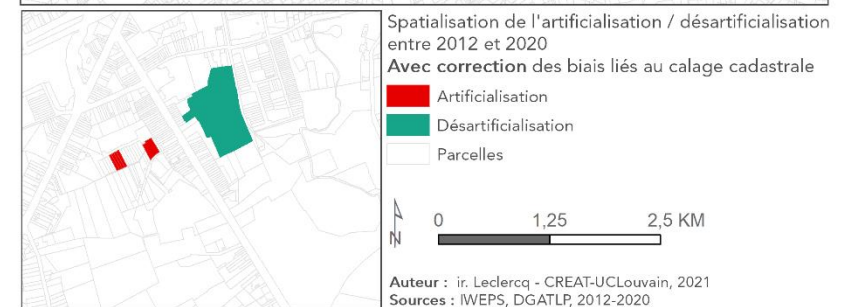 Spatialisation de l'artificialisation / désartificialisation
entre 2012 et 2020
Avec correction des biais liés au calage cadastrale
Artificialisation
Désartificialisation
Parcelles
N
0 1,25 2,5 KM
Auteur : ir. Leclercq - CREAT-UCLouvain, 2021
Sources : IWEPS, DGATLP, 2012-2020